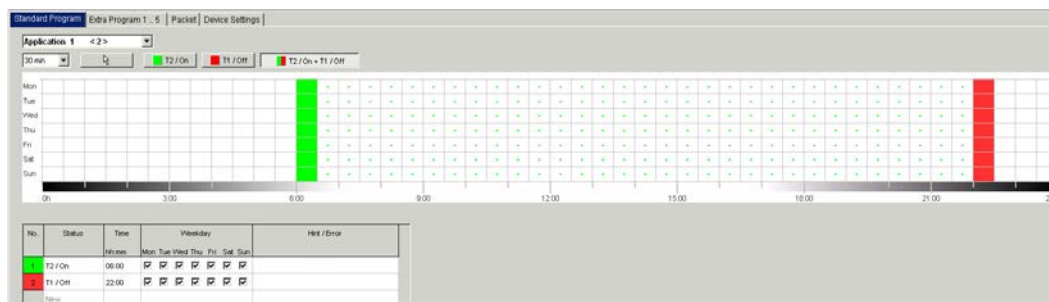 Standard Program Extra Program 1 .. 5 Packet Device Settings
Application 1 < 2 >
30 min T2 / On T1 / Off T2 / On + T1 / Off
Mon
Tue
Wed
Thu
Fri
Sat
Sun
0h 3:00 6:00 9:00 12:00 15:00 18:00 21:00
No. Status Time Weekday Hint / Error
hh:mm Mon Tue Wed Thu Fri Sat Sun
1 T2 / On 06:00
2 T1 / Off 22:00
New